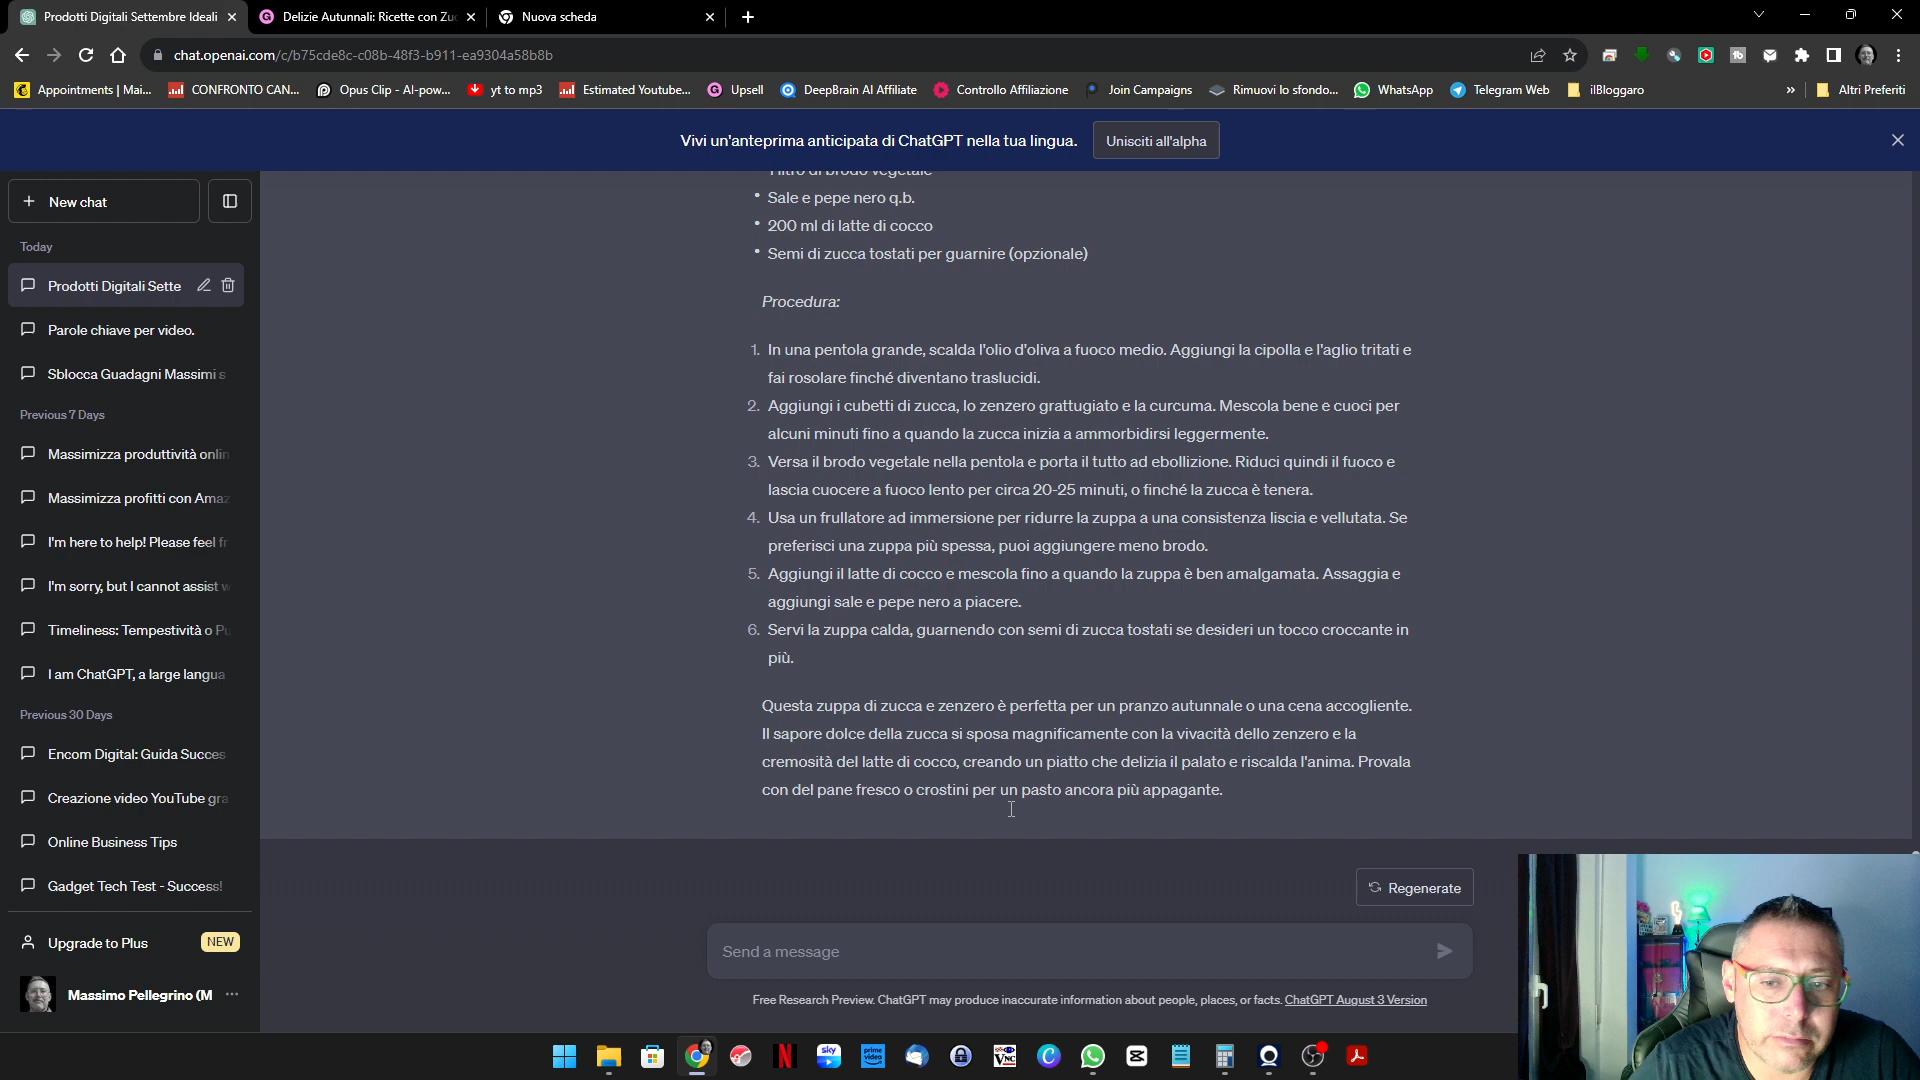 Prodotti Digitali Settembre Ideali
Delizie Autunnali: Ricette con Zuc
Nuova scheda
chat.openai.com/c/b75cde8c-c08b-48f3-b911-ea9304a58b8b
Appointments | Mai...
CONFRONTO CAN...
Opus Clip - AI-pow...
yt to mp3
Estimated Youtube...
Upsell
DeepBrain AI Affiliate
Controllo Affiliazione
Join Campaigns
Rimuovi lo sfondo...
WhatsApp
Telegram Web
ilBloggaro
»
Altri Preferiti
Vivi un'anteprima anticipata di ChatGPT nella tua lingua.
Unisciti all'alpha
New chat
Today
Prodotti Digitali Sette
Parole chiave per video.
Sblocca Guadagni Massimi s
Previous 7 Days
Massimizza produttività onlin
Massimizza profitti con Amaz
I'm here to help! Please feel fr
I'm sorry, but I cannot assist w
Timeliness: Tempestività o Pu
I am ChatGPT, a large langua
Previous 30 Days
Encom Digital: Guida Succes
Creazione video YouTube gra
Online Business Tips
Gadget Tech Test - Success!
Upgrade to Plus
NEW
Massimo Pellegrino (M
1 litro di brodo vegetale
• Sale e pepe nero q.b.
• 200 ml di latte di cocco
• Semi di zucca tostati per guarnire (opzionale)
Procedura:
1. In una pentola grande, scalda l'olio d'oliva a fuoco medio. Aggiungi la cipolla e l'aglio tritati e
fai rosolare finché diventano traslucidi.
2. Aggiungi i cubetti di zucca, lo zenzero grattugiato e la curcuma. Mescola bene e cuoci per
alcuni minuti fino a quando la zucca inizia a ammorbidirsi leggermente.
3. Versa il brodo vegetale nella pentola e porta il tutto ad ebollizione. Riduci quindi il fuoco e
lascia cuocere a fuoco lento per circa 20-25 minuti, o finché la zucca è tenera.
4. Usa un frullatore ad immersione per ridurre la zuppa a una consistenza liscia e vellutata. Se
preferisci una zuppa più spessa, puoi aggiungere meno brodo.
5. Aggiungi il latte di cocco e mescola fino a quando la zuppa è ben amalgamata. Assaggia e
aggiungi sale e pepe nero a piacere.
6. Servi la zuppa calda, guarnendo con semi di zucca tostati se desideri un tocco croccante in
più.
Questa zuppa di zucca e zenzero è perfetta per un pranzo autunnale o una cena accogliente.
Il sapore dolce della zucca si sposa magnificamente con la vivacità dello zenzero e la
cremosità del latte di cocco, creando un piatto che delizia il palato e riscalda l'anima. Provala
con del pane fresco o crostini per un pasto ancora più appagante.
Regenerate
Send a message
Free Research Preview. ChatGPT may produce inaccurate information about people, places, or facts. ChatGPT August 3 Version